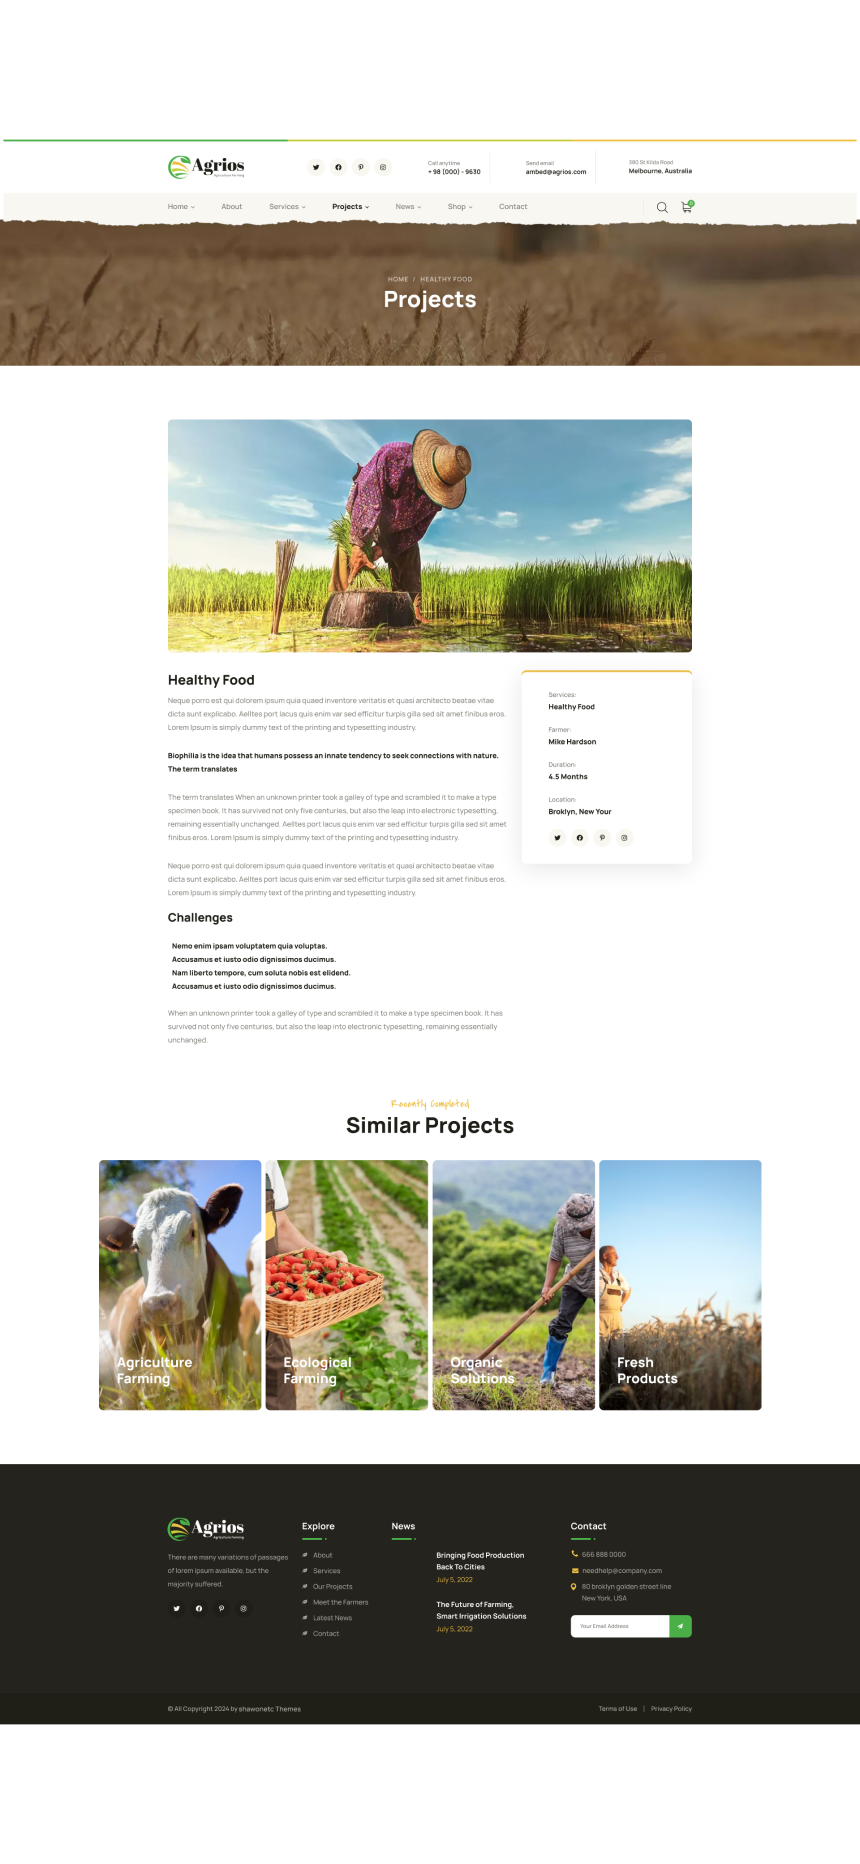 Agrios
Agriculture Farming
Call anytime
+ 98 (000) - 9630
Send email
ambed@agrios.com
380 St Kilda Road
Melbourne, Australia
Home
About
Services
Projects
News
Shop
Contact
0
HOME / HEALTHY FOOD
Projects
Healthy Food
Neque porro est qui dolorem ipsum quia quaed inventore veritatis et quasi architecto beatae vitae
dicta sunt explicabo. Aelltes port lacus quis enim var sed efficitur turpis gilla sed sit amet finibus eros.
Lorem Ipsum is simply dummy text of the printing and typesetting industry.
Biophilla is the idea that humans possess an innate tendency to seek connections with nature.
The term translates
The term translates When an unknown printer took a galley of type and scrambled it to make a type
specimen book. It has survived not only five centuries, but also the leap into electronic typesetting,
remaining essentially unchanged. Aelltes port lacus quis enim var sed efficitur turpis gilla sed sit amet
finibus eros. Lorem Ipsum is simply dummy text of the printing and typesetting industry.
Neque porro est qui dolorem ipsum quia quaed inventore veritatis et quasi architecto beatae vitae
dicta sunt explicabo. Aelltes port lacus quis enim var sed efficitur turpis gilla sed sit amet finibus eros.
Lorem Ipsum is simply dummy text of the printing and typesetting industry.
Challenges
Nemo enim ipsam voluptatem quia voluptas.
Accusamus et iusto odio dignissimos ducimus.
Nam liberto tempore, cum soluta nobis est elidend.
Accusamus et iusto odio dignissimos ducimus.
When an unknown printer took a galley of type and scrambled it to make a type specimen book. It has
survived not only five centuries, but also the leap into electronic typesetting, remaining essentially
unchanged.
Services:
Healthy Food
Farmer:
Mike Hardson
Duration:
4.5 Months
Location:
Broklyn, New Your
Recently Completed
Similar Projects
Agriculture
Farming
Ecological
Farming
Organic
Solutions
Fresh
Products
Agrios
Agriculture Farming
There are many variations of passages
of lorem ipsum available, but the
majority suffered.
Explore
About
Services
Our Projects
Meet the Farmers
Latest News
Contact
News
Bringing Food Production
Back To Cities
July 5, 2022
The Future of Farming,
Smart Irrigation Solutions
July 5, 2022
Contact
666 888 0000
needhelp@company.com
80 broklyn golden street line
New York, USA
Your Email Address
© All Copyright 2024 by shawonetc Themes
Terms of Use | Privacy Policy